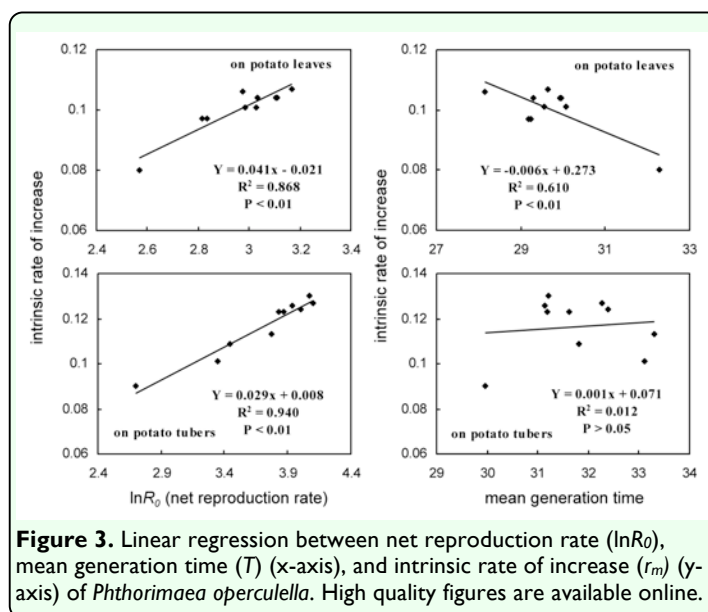 on potato leaves
Y = 0.041x - 0.021
R² = 0.868
P < 0.01
0.12
0.1
0.08
0.06
2.4 2.6 2.8 3 3.2 3.4
on potato leaves
Y = -0.006x + 0.273
R² = 0.610
P < 0.01
0.12
0.1
0.08
0.06
27 29 31 33
intrinsic rate of increase
intrinsic rate of increase
0.14
0.12
0.1
0.08
0.06
Y = 0.029x + 0.008
R² = 0.940
P < 0.01
on potato tubers
2.4 2.9 3.4 3.9 4.4
lnR₀ (net reproduction rate)
0.14
0.12
0.1
0.08
0.06
Y = 0.001x + 0.071
R² = 0.012
P > 0.05
on potato tubers
29 30 31 32 33 34
mean generation time
Figure 3. Linear regression between net reproduction rate (lnR₀),
mean generation time (T) (x-axis), and intrinsic rate of increase (rₘ) (y-
axis) of Phthorimaea operculella. High quality figures are available online.